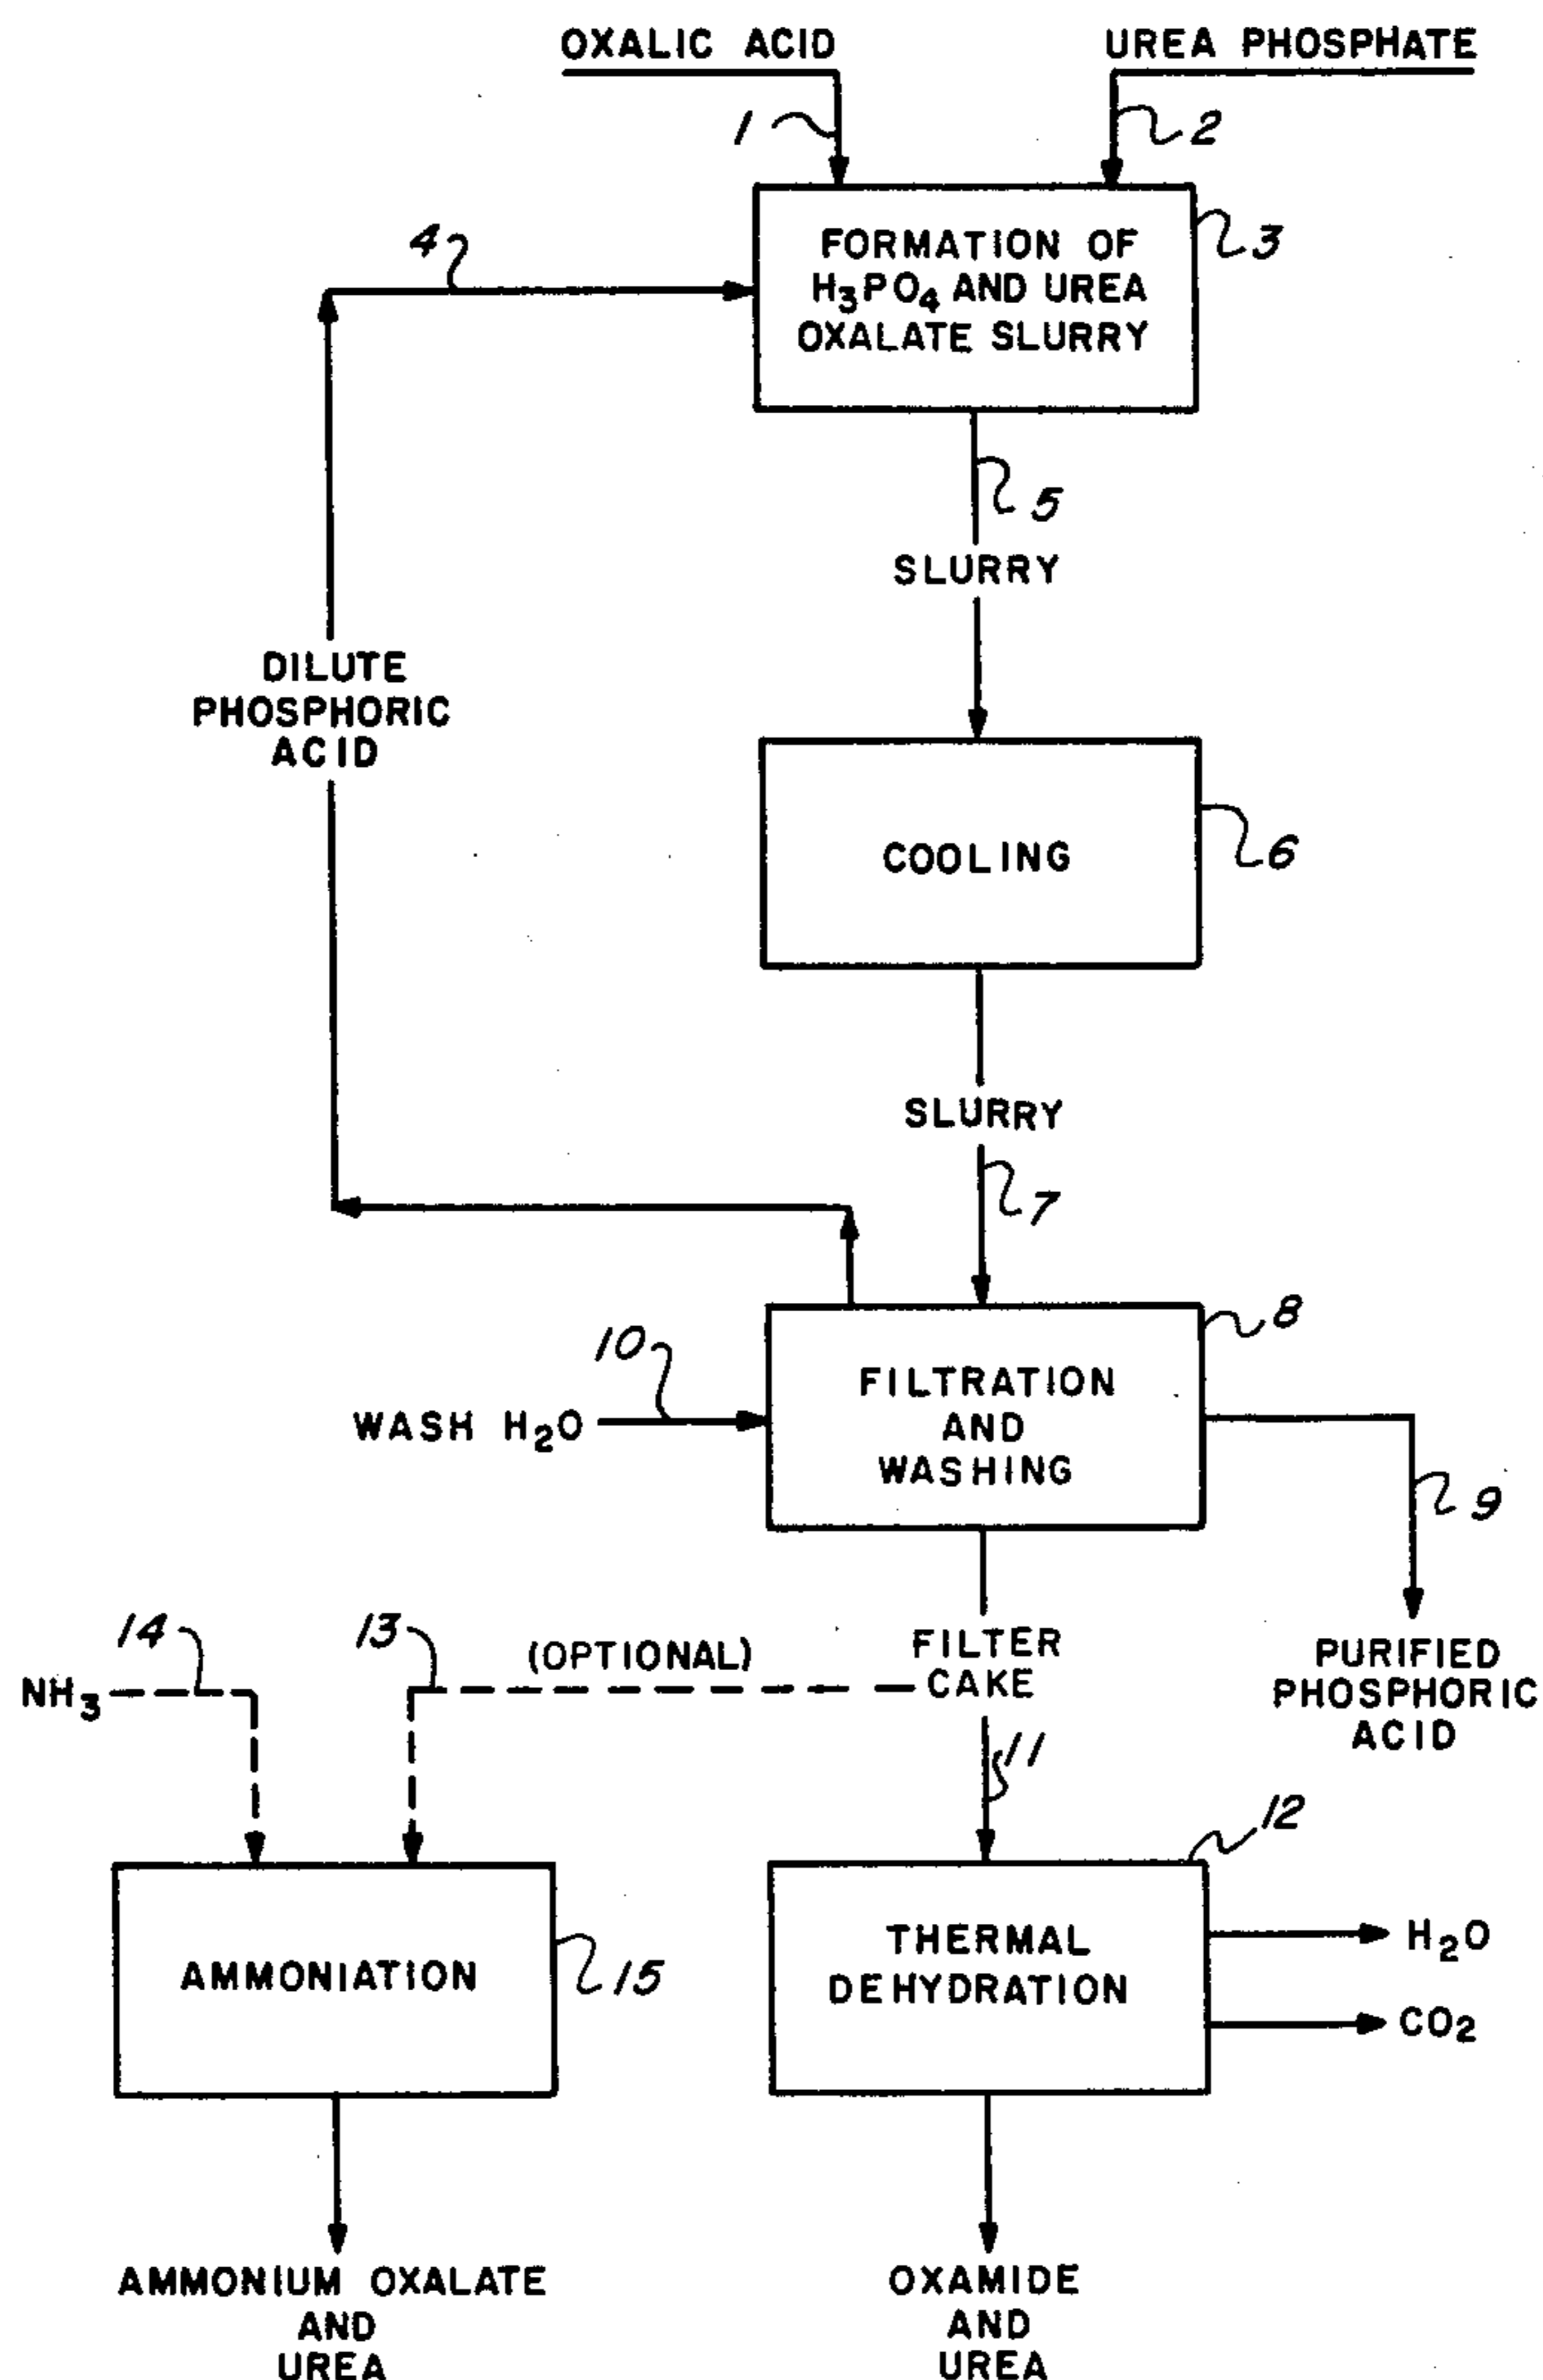 OXALIC ACID
UREA PHOSPHATE
1
2
FORMATION OF
H₃PO₄ AND UREA
OXALATE SLURRY
3
4
5
SLURRY
DILUTE
PHOSPHORIC
ACID
COOLING
6
SLURRY
7
8
10
FILTRATION
AND
WASHING
WASH H₂O
9
14
13
(OPTIONAL)
FILTER
CAKE
NH₃
PURIFIED
PHOSPHORIC
ACID
11
12
THERMAL
DEHYDRATION
H₂O
CO₂
AMMONIATION
15
AMMONIUM OXALATE
AND
UREA
OXAMIDE
AND
UREA